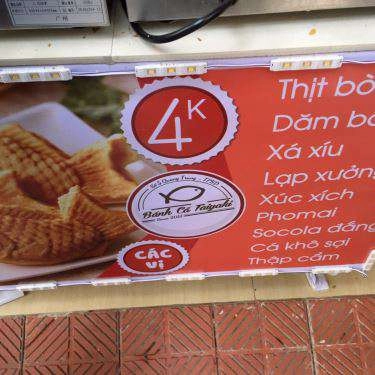 4K
Bánh Cá Taiyaki
CÁC
VỊ
Thịt bò
Dăm bô
Xá xíu
Lạp xưởng
Xúc xích
Phomai
Socola đắng
Cá khô sợi
Thập cẩm